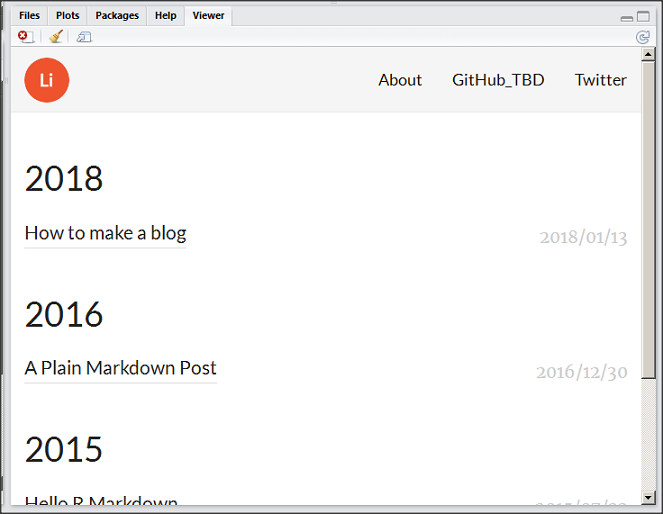 Files Plots Packages Help Viewer
Li About GitHub_TBD Twitter
2018
How to make a blog 2018/01/13
2016
A Plain Markdown Post 2016/12/30
2015
Hello R Markdown